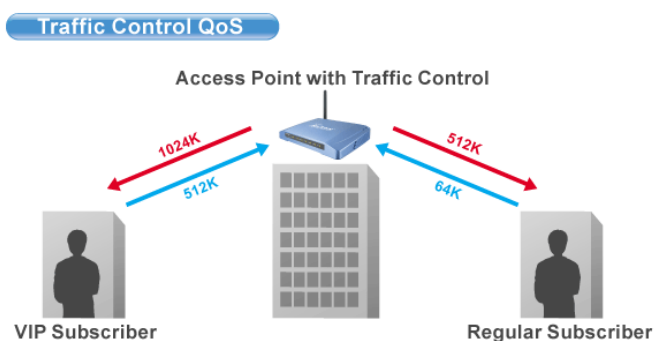 Traffic Control QoS
Access Point with Traffic Control
1024K
512K
512K
64K
VIP Subscriber
Regular Subscriber